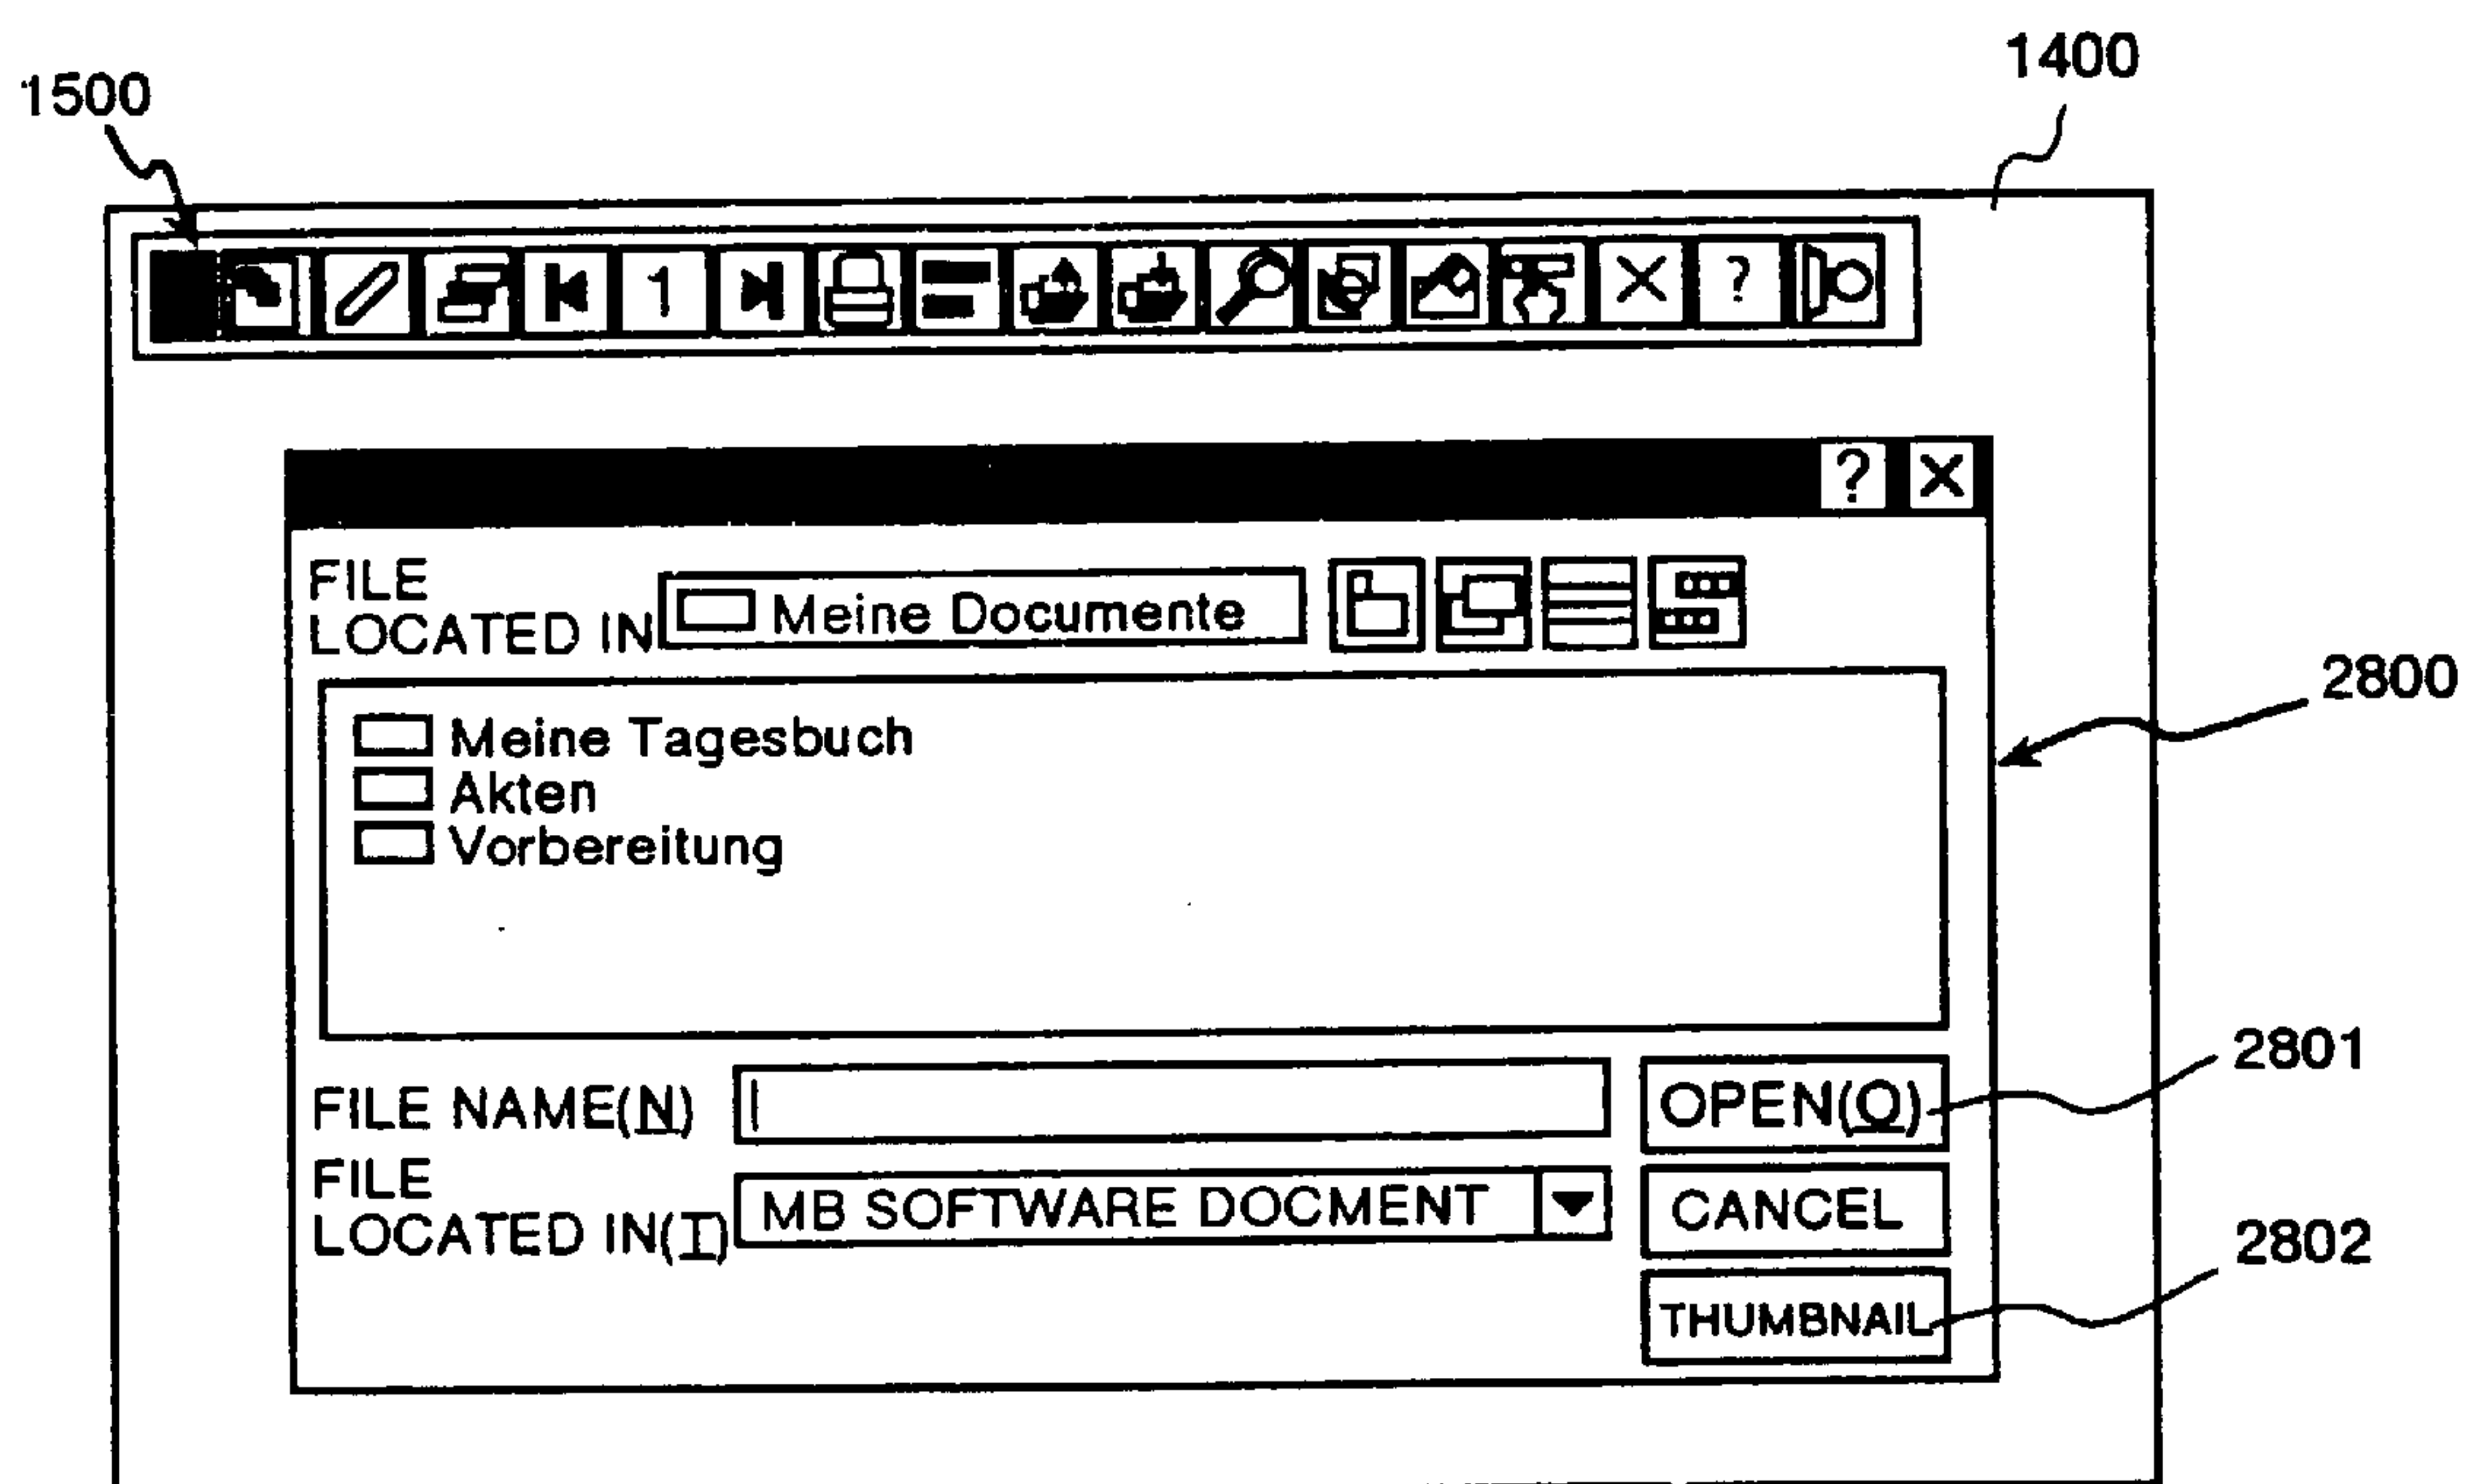 1400
1500
1
X
?
?
X
FILE
LOCATED IN
Meine Documente
2800
Meine Tagesbuch
Akten
Vorbereitung
2801
FILE NAME(N)
OPEN(O)
FILE
LOCATED IN(I)
MB SOFTWARE DOCMENT
CANCEL
2802
THUMBNAIL